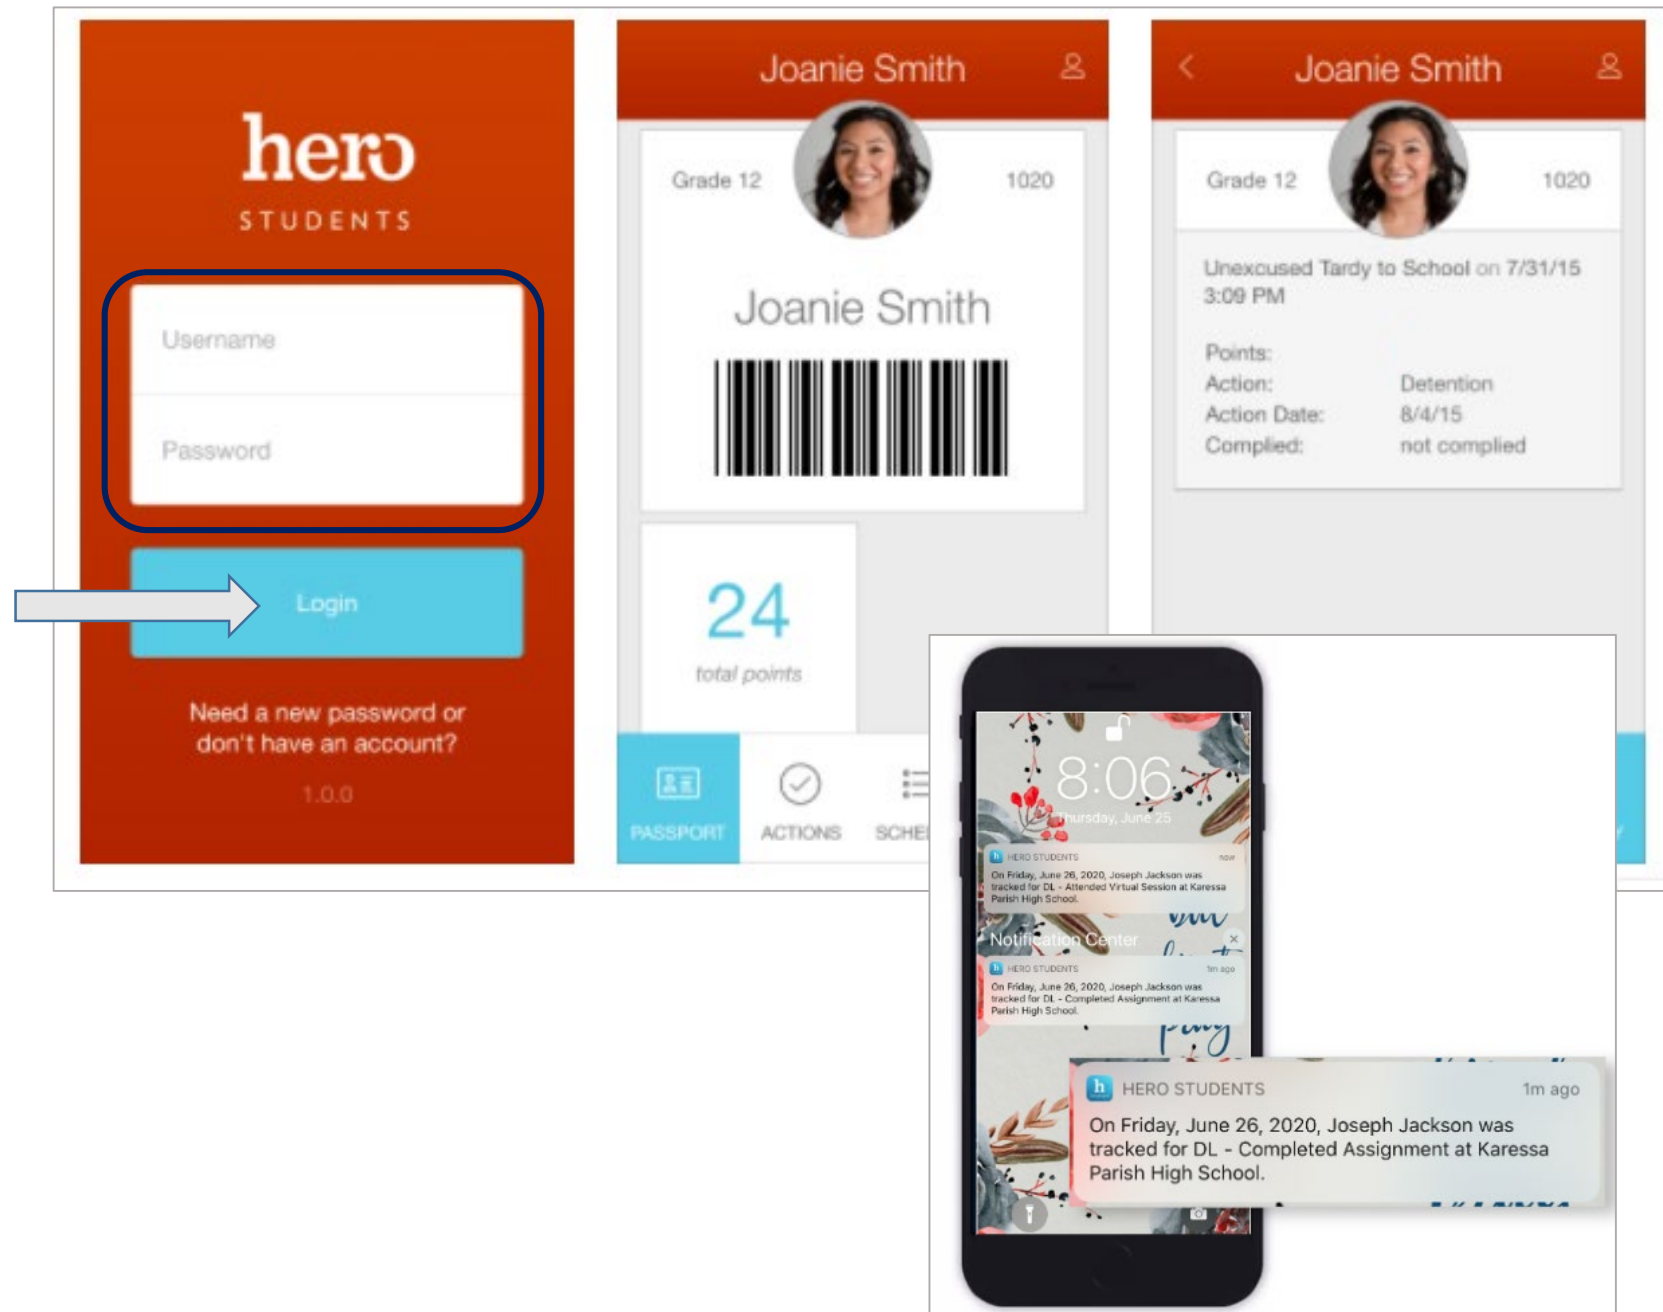 hero
STUDENTS
Username
Password
Login
Need a new password or
don't have an account?
1.0.0
Joanie Smith
Grade 12
1020
Joanie Smith
24
total points
PASSPORT
ACTIONS
Joanie Smith
Grade 12
1020
Unexcused Tardy to School on 7/31/15
3:09 PM
Points:
Action: Detention
Action Date: 8/4/15
Complied: not complied
8:06
Thursday, June 25
h HERO STUDENTS now
On Friday, June 26, 2020, Joseph Jackson was
tracked for DL - Attended Virtual Session at Karessa
Parish High School.
Notification Center
h HERO STUDENTS 1m ago
On Friday, June 26, 2020, Joseph Jackson was
tracked for DL - Completed Assignment at Karessa
Parish High School.
pray
h HERO STUDENTS 1m ago
On Friday, June 26, 2020, Joseph Jackson was
tracked for DL - Completed Assignment at Karessa
Parish High School.